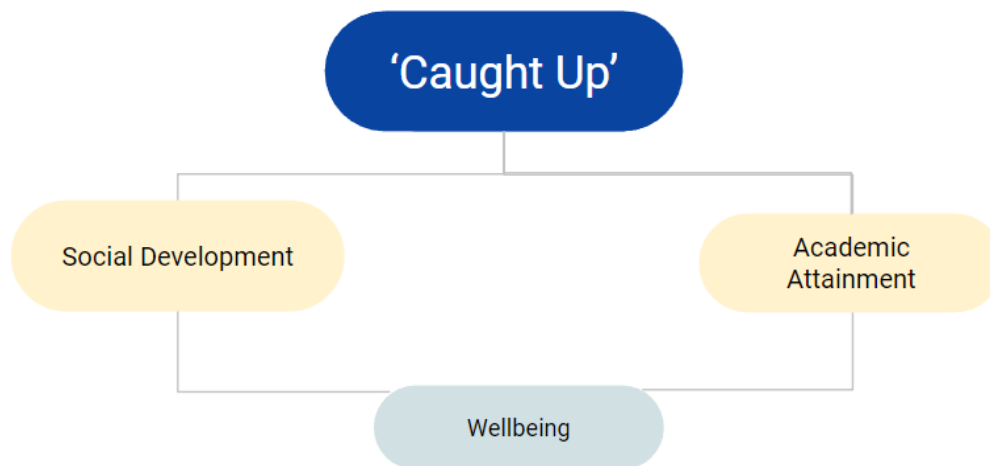 ‘Caught Up’
Social Development
Academic
Attainment
Wellbeing